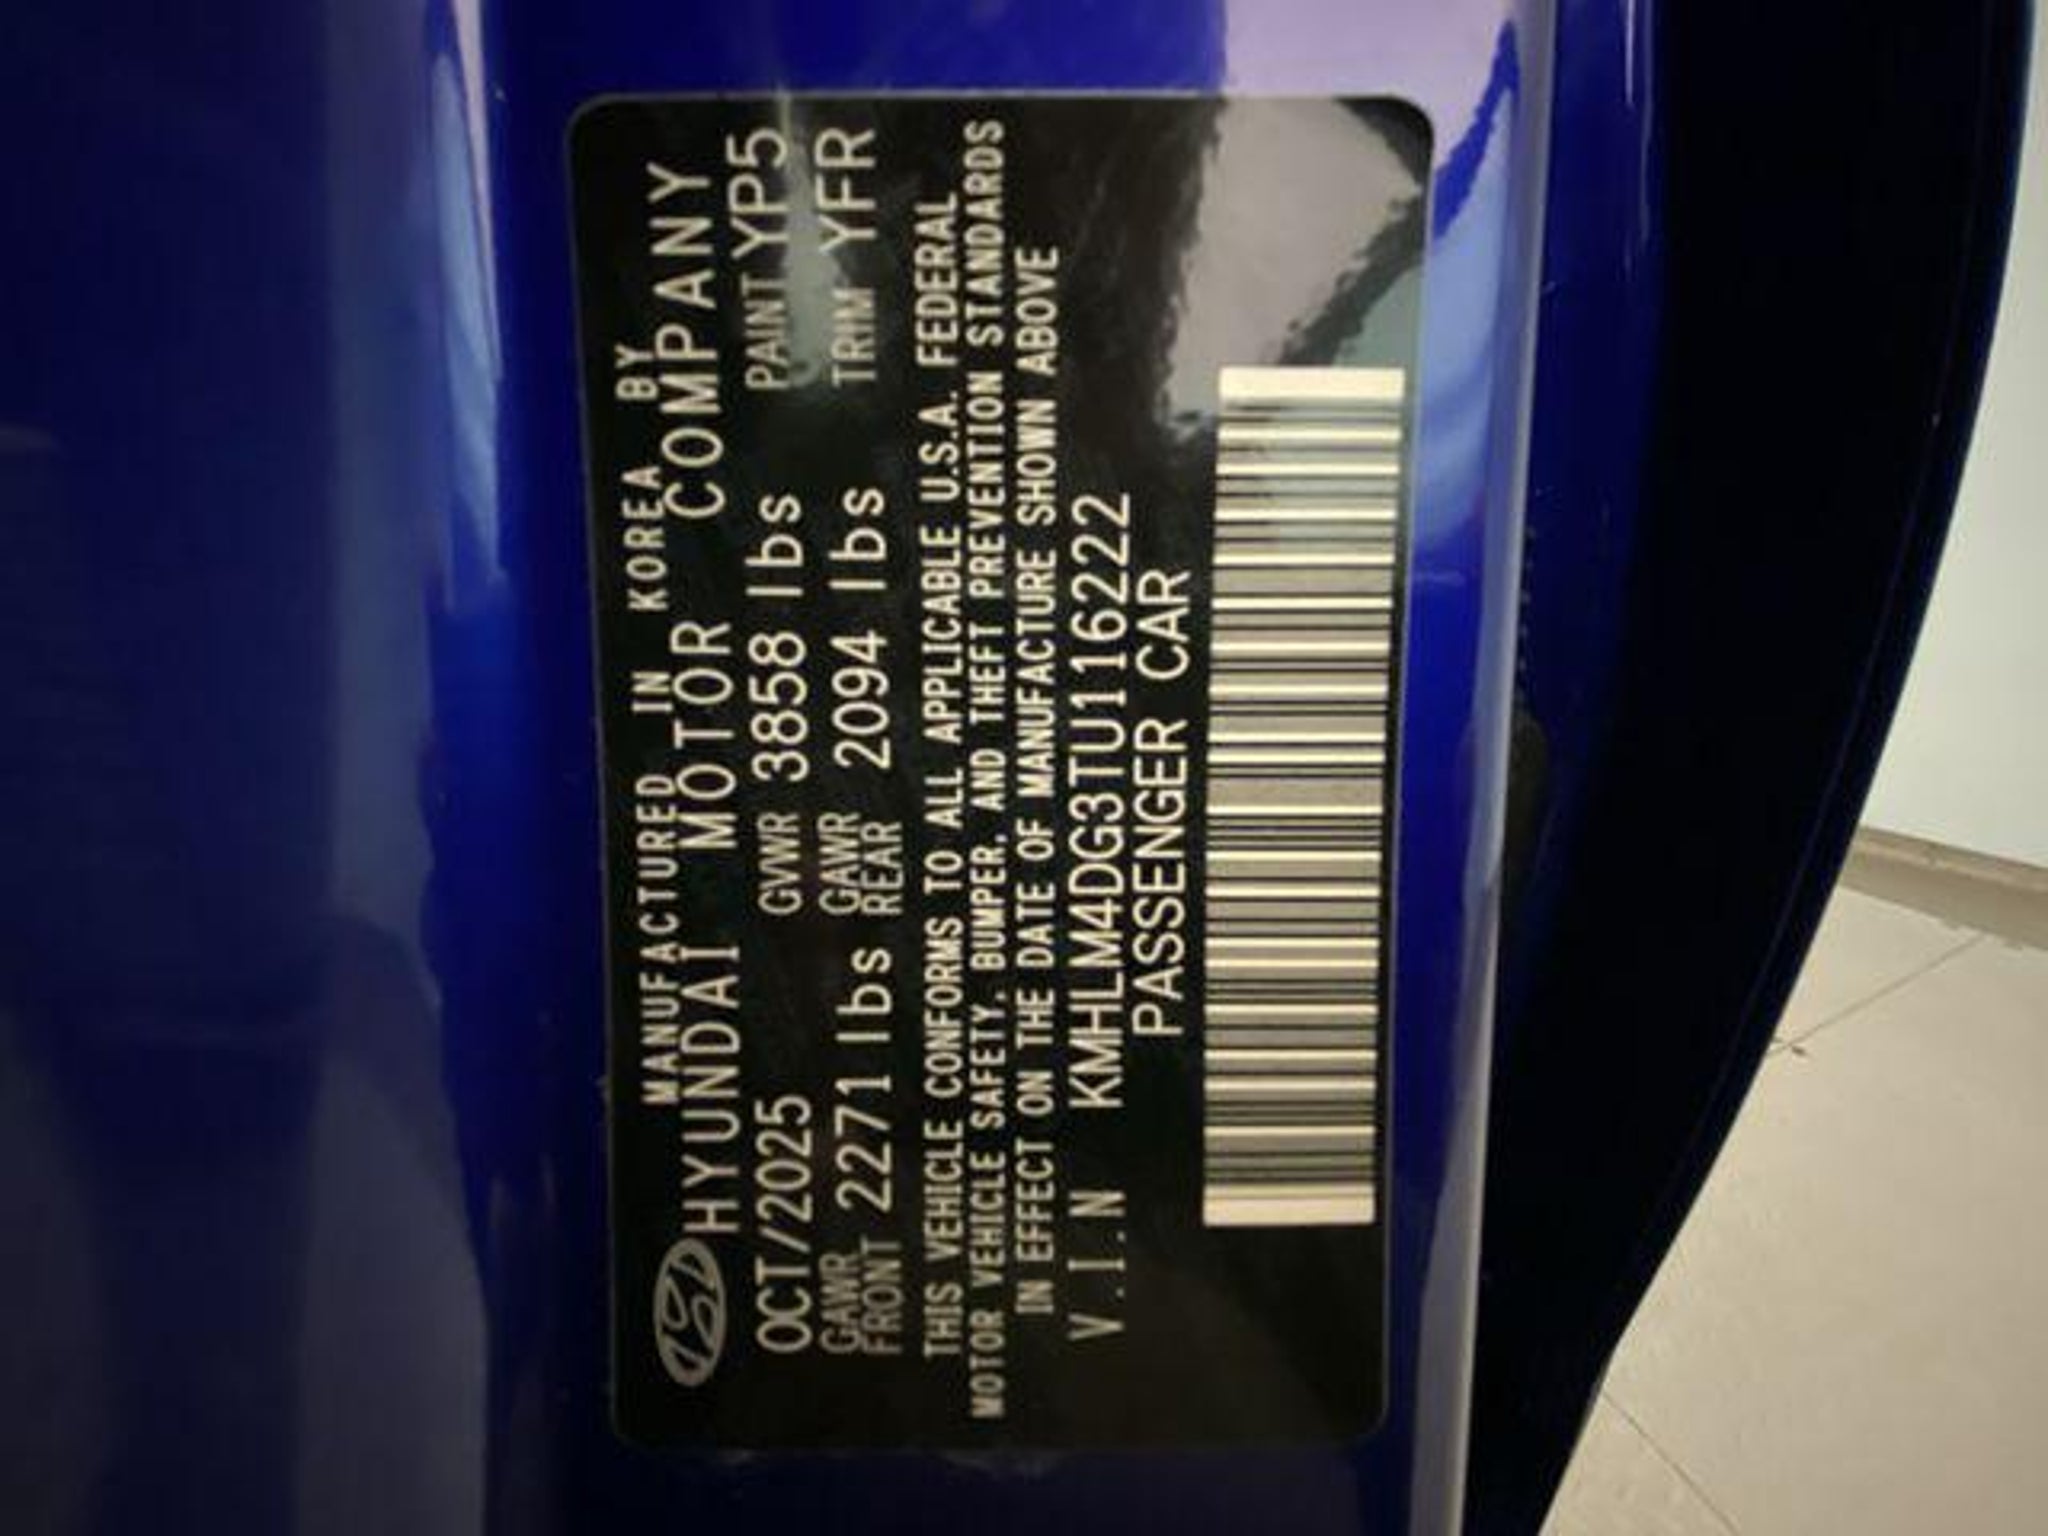 MANUFACTURED IN KOREA BY
HYUNDAI MOTOR COMPANY
OCT/2025 GVWR 3858 lbs PAINT YP5
GAWR FRONT 2271 lbs GAWR REAR 2094 lbs TRIM YFR
THIS VEHICLE CONFORMS TO ALL APPLICABLE U.S.A. FEDERAL
MOTOR VEHICLE SAFETY, BUMPER, AND THEFT PREVENTION STANDARDS
IN EFFECT ON THE DATE OF MANUFACTURE SHOWN ABOVE
V.I.N KMHLM4DG3TU116222
PASSENGER CAR